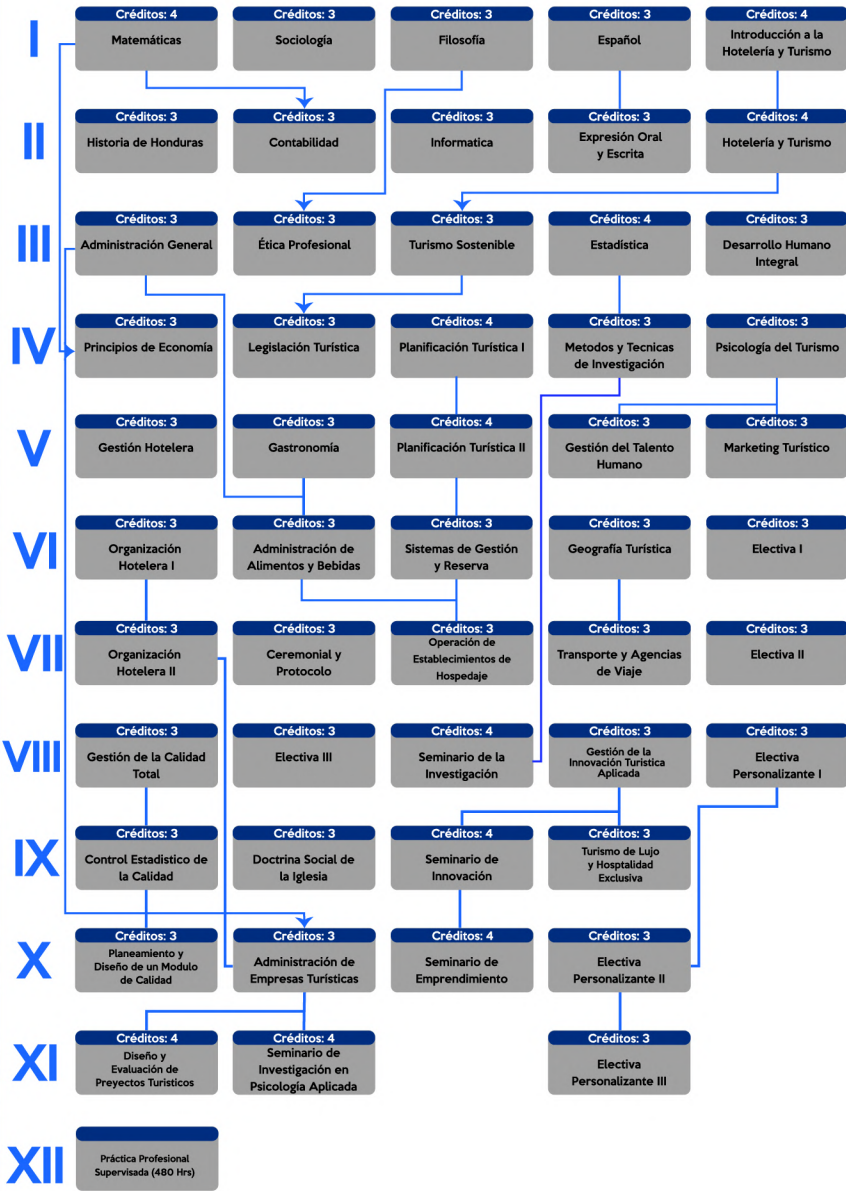 I
Créditos: 4
Matemáticas
Créditos: 3
Sociología
Créditos: 3
Filosofía
Créditos: 3
Español
Créditos: 4
Introducción a la
Hotelería y Turismo
II
Créditos: 3
Historia de Honduras
Créditos: 3
Contabilidad
Créditos: 3
Informatica
Créditos: 3
Expresión Oral
y Escrita
Créditos: 4
Hotelería y Turismo
III
Créditos: 3
Administración General
Créditos: 3
Ética Profesional
Créditos: 3
Turismo Sostenible
Créditos: 4
Estadística
Créditos: 3
Desarrollo Humano
Integral
IV
Créditos: 3
Principios de Economía
Créditos: 3
Legislación Turística
Créditos: 4
Planificación Turística I
Créditos: 3
Metodos y Tecnicas
de Investigación
Créditos: 3
Psicología del Turismo
V
Créditos: 3
Gestión Hotelera
Créditos: 3
Gastronomía
Créditos: 4
Planificación Turística II
Créditos: 3
Gestión del Talento
Humano
Créditos: 3
Marketing Turístico
VI
Créditos: 3
Organización
Hotelera I
Créditos: 3
Administración de
Alimentos y Bebidas
Créditos: 3
Sistemas de Gestión
y Reserva
Créditos: 3
Geografía Turística
Créditos: 3
Electiva I
VII
Créditos: 3
Organización
Hotelera II
Créditos: 3
Ceremonial y
Protocolo
Créditos: 3
Operación de
Establecimientos de
Hospedaje
Créditos: 3
Transporte y Agencias
de Viaje
Créditos: 3
Electiva II
VIII
Créditos: 3
Gestión de la Calidad
Total
Créditos: 3
Electiva III
Créditos: 4
Seminario de la
Investigación
Créditos: 3
Gestión de la
Innovación Turistica
Aplicada
Créditos: 3
Electiva
Personalizante I
IX
Créditos: 3
Control Estadistico de
la Calidad
Créditos: 3
Doctrina Social de
la Iglesia
Créditos: 4
Seminario de
Innovación
Créditos: 3
Turismo de Lujo
y Hosptalidad
Exclusiva
X
Créditos: 3
Planeamiento y
Diseño de un Modulo
de Calidad
Créditos: 3
Administración de
Empresas Turísticas
Créditos: 4
Seminario de
Emprendimiento
Créditos: 3
Electiva
Personalizante II
XI
Créditos: 4
Diseño y
Evaluación de
Preyectos Turisticos
Créditos: 4
Seminario de
Investigación en
Psicología Aplicada
Créditos: 3
Electiva
Personalizante III
XII
Práctica Profesional
Supervisada (480 Hrs)